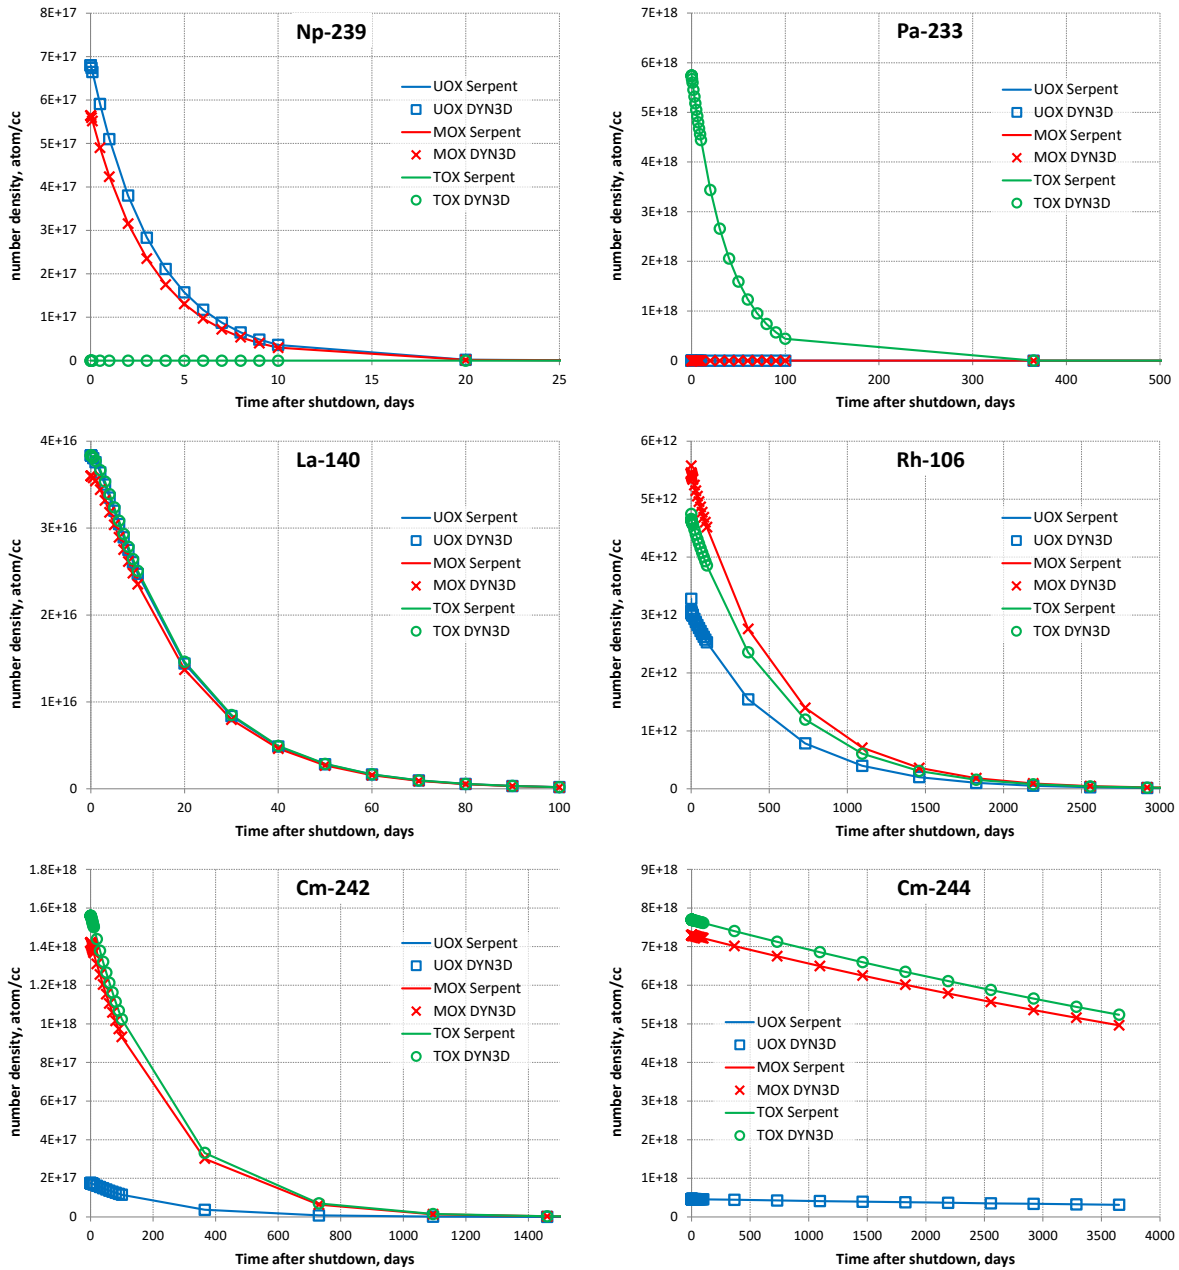 Np-239
number density, atom/cc
8E+17
7E+17
6E+17
5E+17
4E+17
3E+17
2E+17
1E+17
0
0 5 10 15 20 25
Time after shutdown, days
UOX Serpent
UOX DYN3D
MOX Serpent
MOX DYN3D
TOX Serpent
TOX DYN3D
Pa-233
number density, atom/cc
7E+18
6E+18
5E+18
4E+18
3E+18
2E+18
1E+18
0
0 100 200 300 400 500
Time after shutdown, days
UOX Serpent
UOX DYN3D
MOX Serpent
MOX DYN3D
TOX Serpent
TOX DYN3D
La-140
number density, atom/cc
4E+16
3E+16
2E+16
1E+16
0
0 20 40 60 80 100
Time after shutdown, days
UOX Serpent
UOX DYN3D
MOX Serpent
MOX DYN3D
TOX Serpent
TOX DYN3D
Rh-106
number density, atom/cc
6E+12
5E+12
4E+12
3E+12
2E+12
1E+12
0
0 500 1000 1500 2000 2500 3000
Time after shutdown, days
UOX Serpent
UOX DYN3D
MOX Serpent
MOX DYN3D
TOX Serpent
TOX DYN3D
Cm-242
number density, atom/cc
1.8E+18
1.6E+18
1.4E+18
1.2E+18
1E+18
8E+17
6E+17
4E+17
2E+17
0
0 200 400 600 800 1000 1200 1400
Time after shutdown, days
UOX Serpent
UOX DYN3D
MOX Serpent
MOX DYN3D
TOX Serpent
TOX DYN3D
Cm-244
number density, atom/cc
9E+18
8E+18
7E+18
6E+18
5E+18
4E+18
3E+18
2E+18
1E+18
0
0 500 1000 1500 2000 2500 3000 3500 4000
Time after shutdown, days
UOX Serpent
UOX DYN3D
MOX Serpent
MOX DYN3D
TOX Serpent
TOX DYN3D